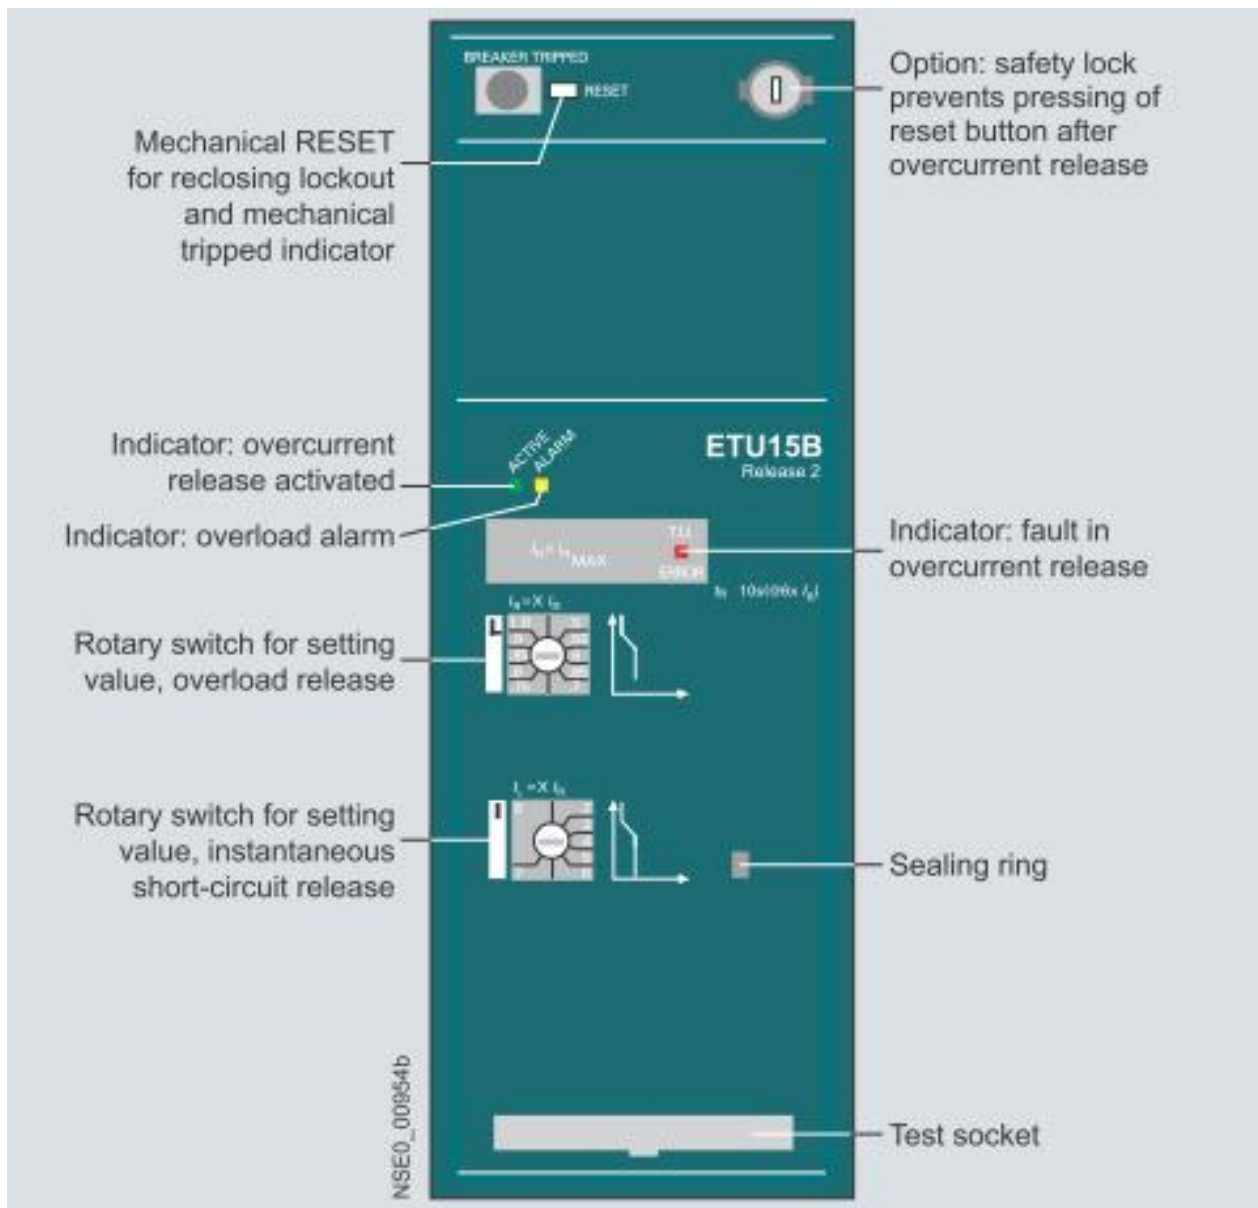 BREAKER TRIPPED
RESET
Option: safety lock
prevents pressing of
reset button after
overcurrent release
Mechanical RESET
for reclosing lockout
and mechanical
tripped indicator
ACTIVE
ALARM
ETU15B
Release 2
Indicator: overcurrent
release activated
Indicator: overload alarm
MAX
T.U.
ERROR
Indicator: fault in
overcurrent release
Rotary switch for setting
value, overload release
Rotary switch for setting
value, instantaneous
short-circuit release
Sealing ring
NSE0_00954b
Test socket